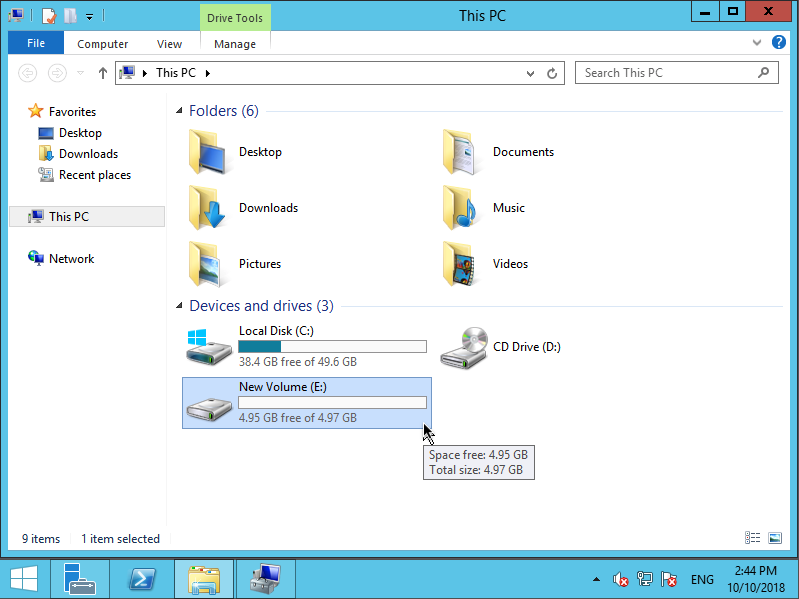 Drive Tools
This PC
File
Computer
View
Manage
This PC
Search This PC
Favorites
Desktop
Downloads
Recent places
This PC
Network
Folders (6)
Desktop
Documents
Downloads
Music
Pictures
Videos
Devices and drives (3)
Local Disk (C:)
38.4 GB free of 49.6 GB
CD Drive (D:)
New Volume (E:)
4.95 GB free of 4.97 GB
Space free: 4.95 GB
Total size: 4.97 GB
9 items
1 item selected
ENG
2:44 PM
10/10/2018